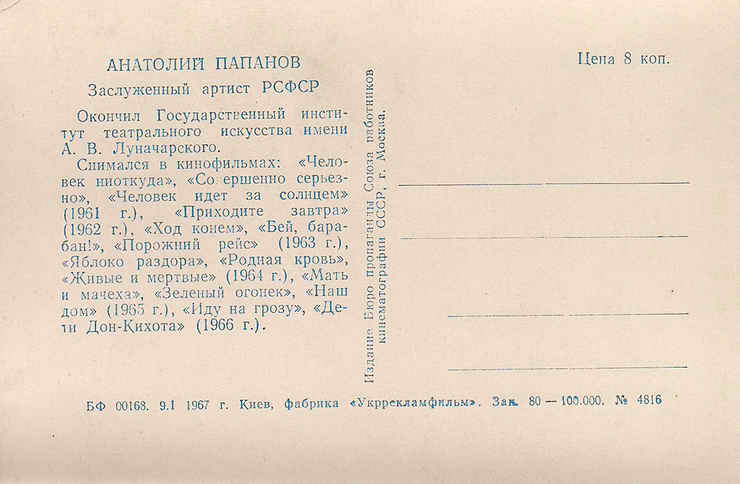 АНАТОЛИЙ ПАПАНОВ
Заслуженный артист РСФСР
Окончил Государственный инсти-
тут театрального искусства имени
А. В. Луначарского.
Снимался в кинофильмах: «Чело-
век ниоткуда», «Со ершенно серьез-
но», «Человек идет за солнцем»
(1961 г.), «Приходите завтра»
(1962 г.), «Ход конем», «Бей, бара-
бан!», «Порожний рейс» (1963 г.),
«Яблоко раздора», «Родная кровь»,
«Живые и мертвые» (1964 г.), «Мать
и мачеха», «Зеленый огонек», «Наш
дом» (1965 г.), «Иду на грозу», «Де-
ти Дон-Кихота» (1966 г.).
Издание Бюро пропаганды Союза работников
кинематографии СССР, г. Москва.
Цена 8 коп.
БФ 00168. 9.I 1967 г. Киев, фабрика «Укррекламфильм». Зак. 80 — 100.000. № 4816